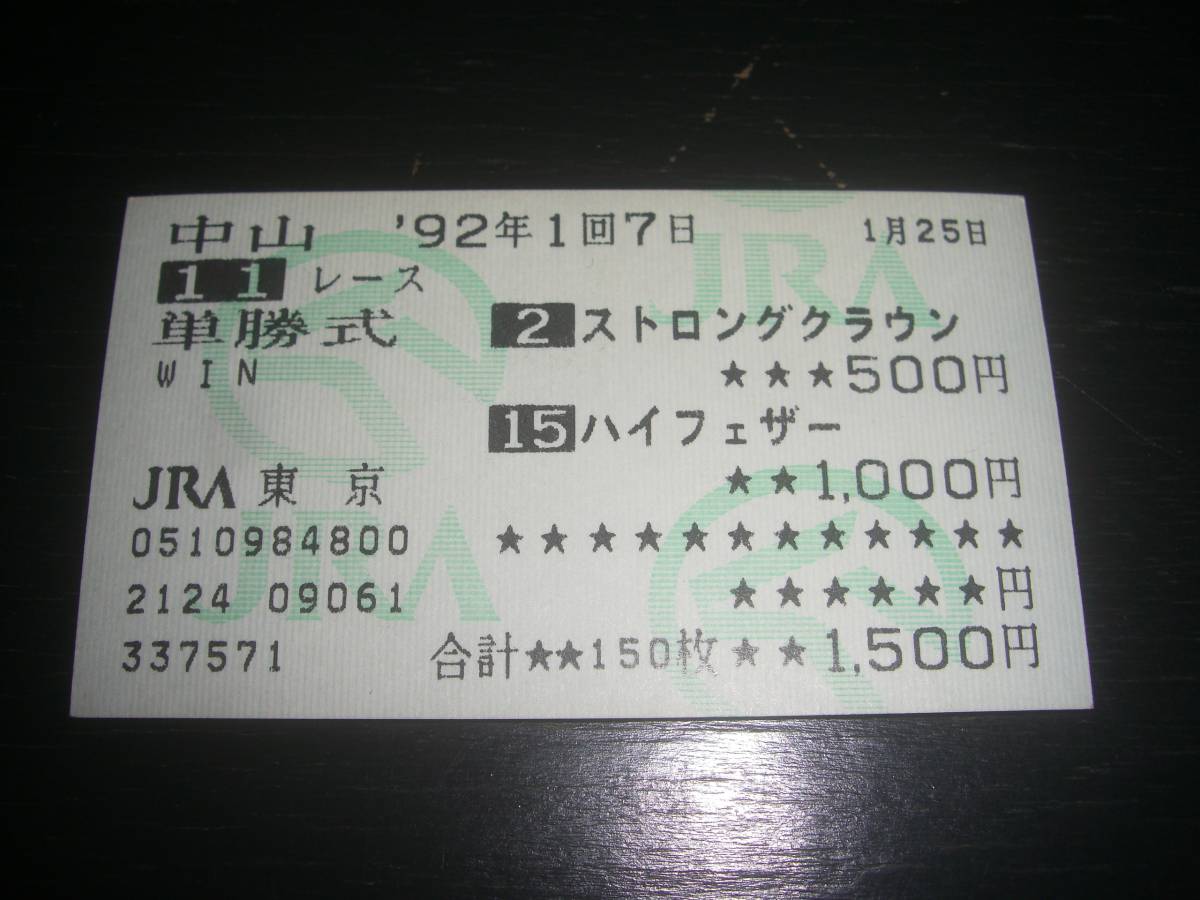 中山 '92年1回7日 1月25日
11 レース
単勝式 2 ストロングクラウン
WIN ★★★500円
15 ハイフェザー
JRA 東 京 ★★1,000円
0510984800 ★★★★★★★★★★★★
2124 09061 ★★★★★★円
337571 合計★★150枚★★1,500円